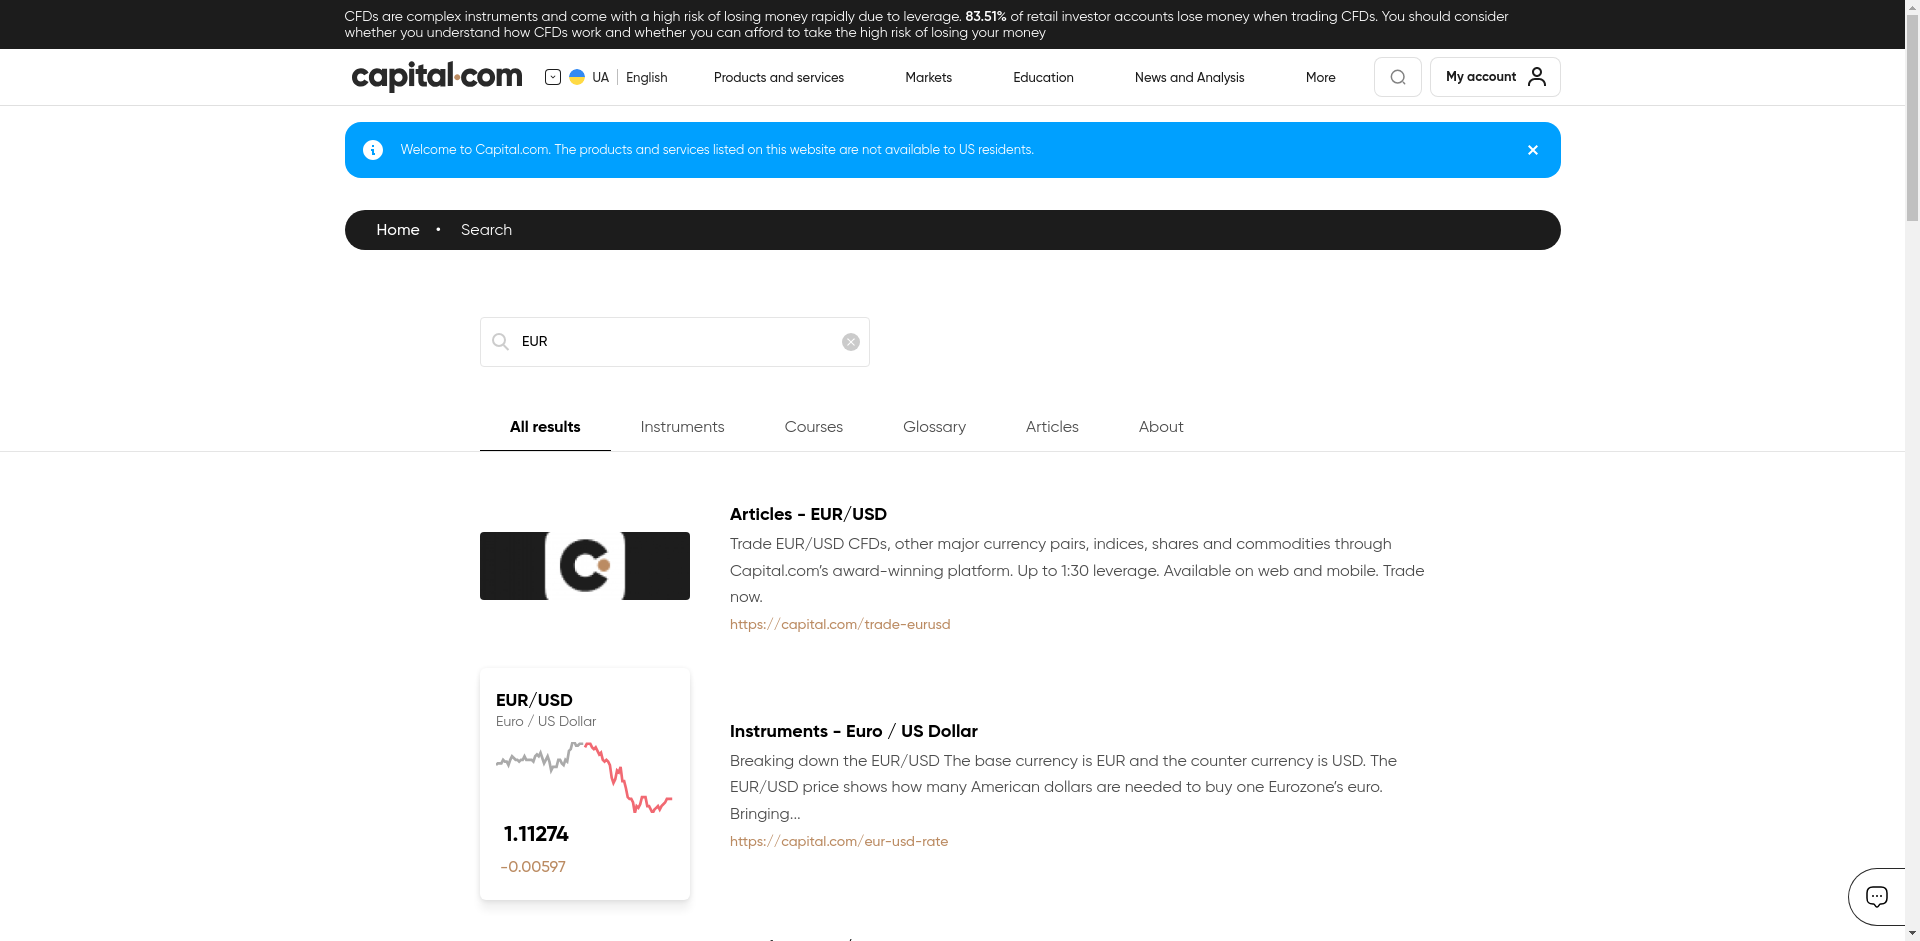 CFDs are complex instruments and come with a high risk of losing money rapidly due to leverage. 83.51% of retail investor accounts lose money when trading CFDs. You should consider
whether you understand how CFDs work and whether you can afford to take the high risk of losing your money
capital.com UA English Products and services Markets Education News and Analysis More My account
Welcome to Capital.com. The products and services listed on this website are not available to US residents.
Home • Search
EUR
All results Instruments Courses Glossary Articles About
Articles - EUR/USD
Trade EUR/USD CFDs, other major currency pairs, indices, shares and commodities through
Capital.com’s award-winning platform. Up to 1:30 leverage. Available on web and mobile. Trade
now.
https://capital.com/trade-eurusd
EUR/USD
Euro / US Dollar
1.11274
-0.00597
Instruments - Euro / US Dollar
Breaking down the EUR/USD The base currency is EUR and the counter currency is USD. The
EUR/USD price shows how many American dollars are needed to buy one Eurozone’s euro.
Bringing...
https://capital.com/eur-usd-rate